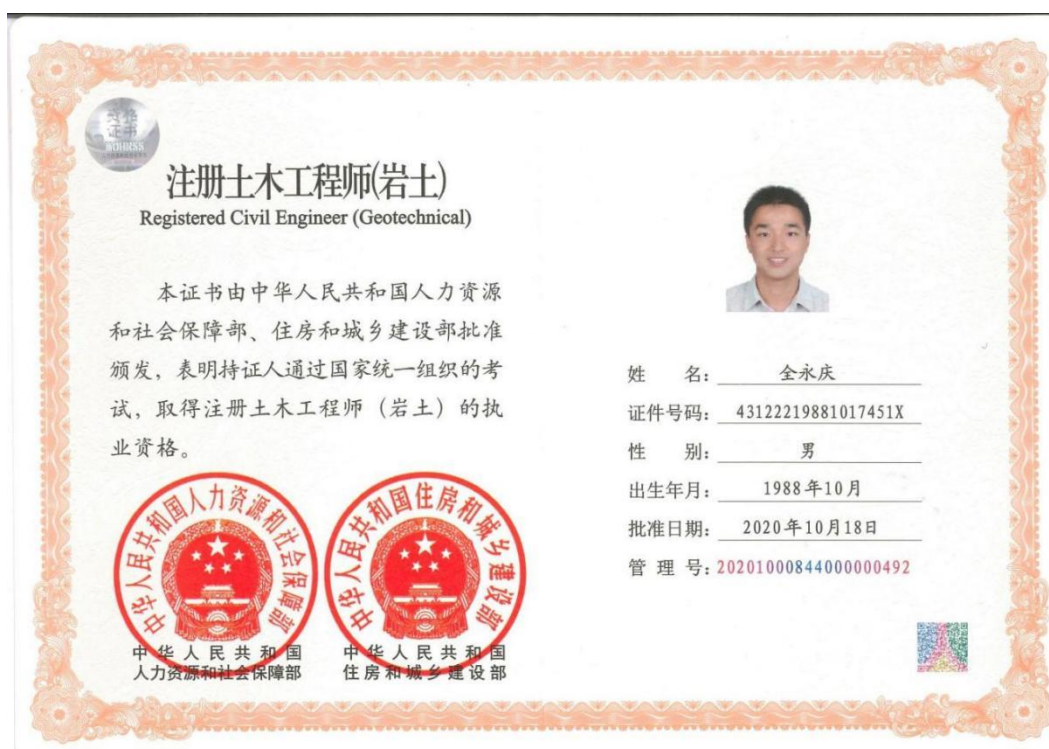 资格
证书
MOHRSS
注册土木工程师(岩土)
Registered Civil Engineer (Geotechnical)
本证书由中华人民共和国人力资源
和社会保障部、住房和城乡建设部批准
颁发，表明持证人通过国家统一组织的考
试，取得注册土木工程师（岩土）的执
业资格。
中华人民共和国人力资源和社会保障部
中华人民共和国
人力资源和社会保障部
中华人民共和国住房和城乡建设部
中华人民共和国
住房和城乡建设部
姓 名： 全永庆
证件号码： 43122219881017451X
性 别： 男
出生年月： 1988年10月
批准日期： 2020年10月18日
管 理 号：20201000844000000492